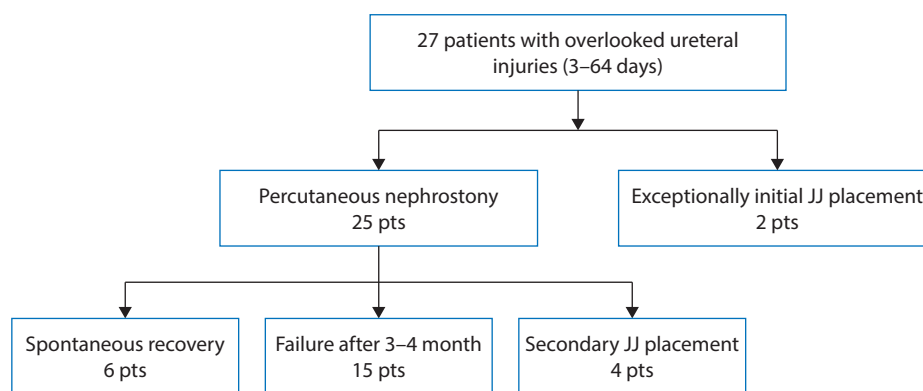 27 patients with overlooked ureteral
injuries (3–64 days)
Percutaneous nephrostony
25 pts
Exceptionally initial JJ placement
2 pts
Spontaneous recovery
6 pts
Failure after 3–4 month
15 pts
Secondary JJ placement
4 pts